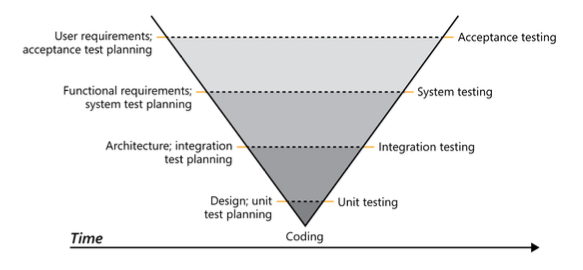 User requirements;
acceptance test planning
Acceptance testing
Functional requirements;
system test planning
System testing
Architecture; integration
test planning
Integration testing
Design; unit
test planning
Unit testing
Coding
Time